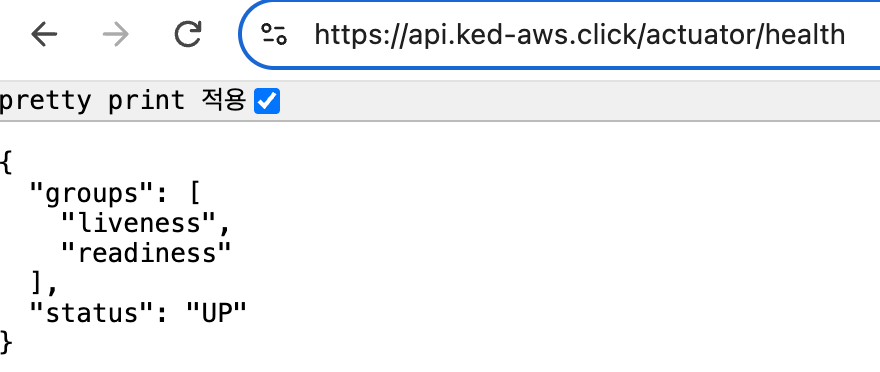 https://api.ked-aws.click/actuator/health
pretty print 적용
{
  "groups": [
    "liveness",
    "readiness"
  ],
  "status": "UP"
}